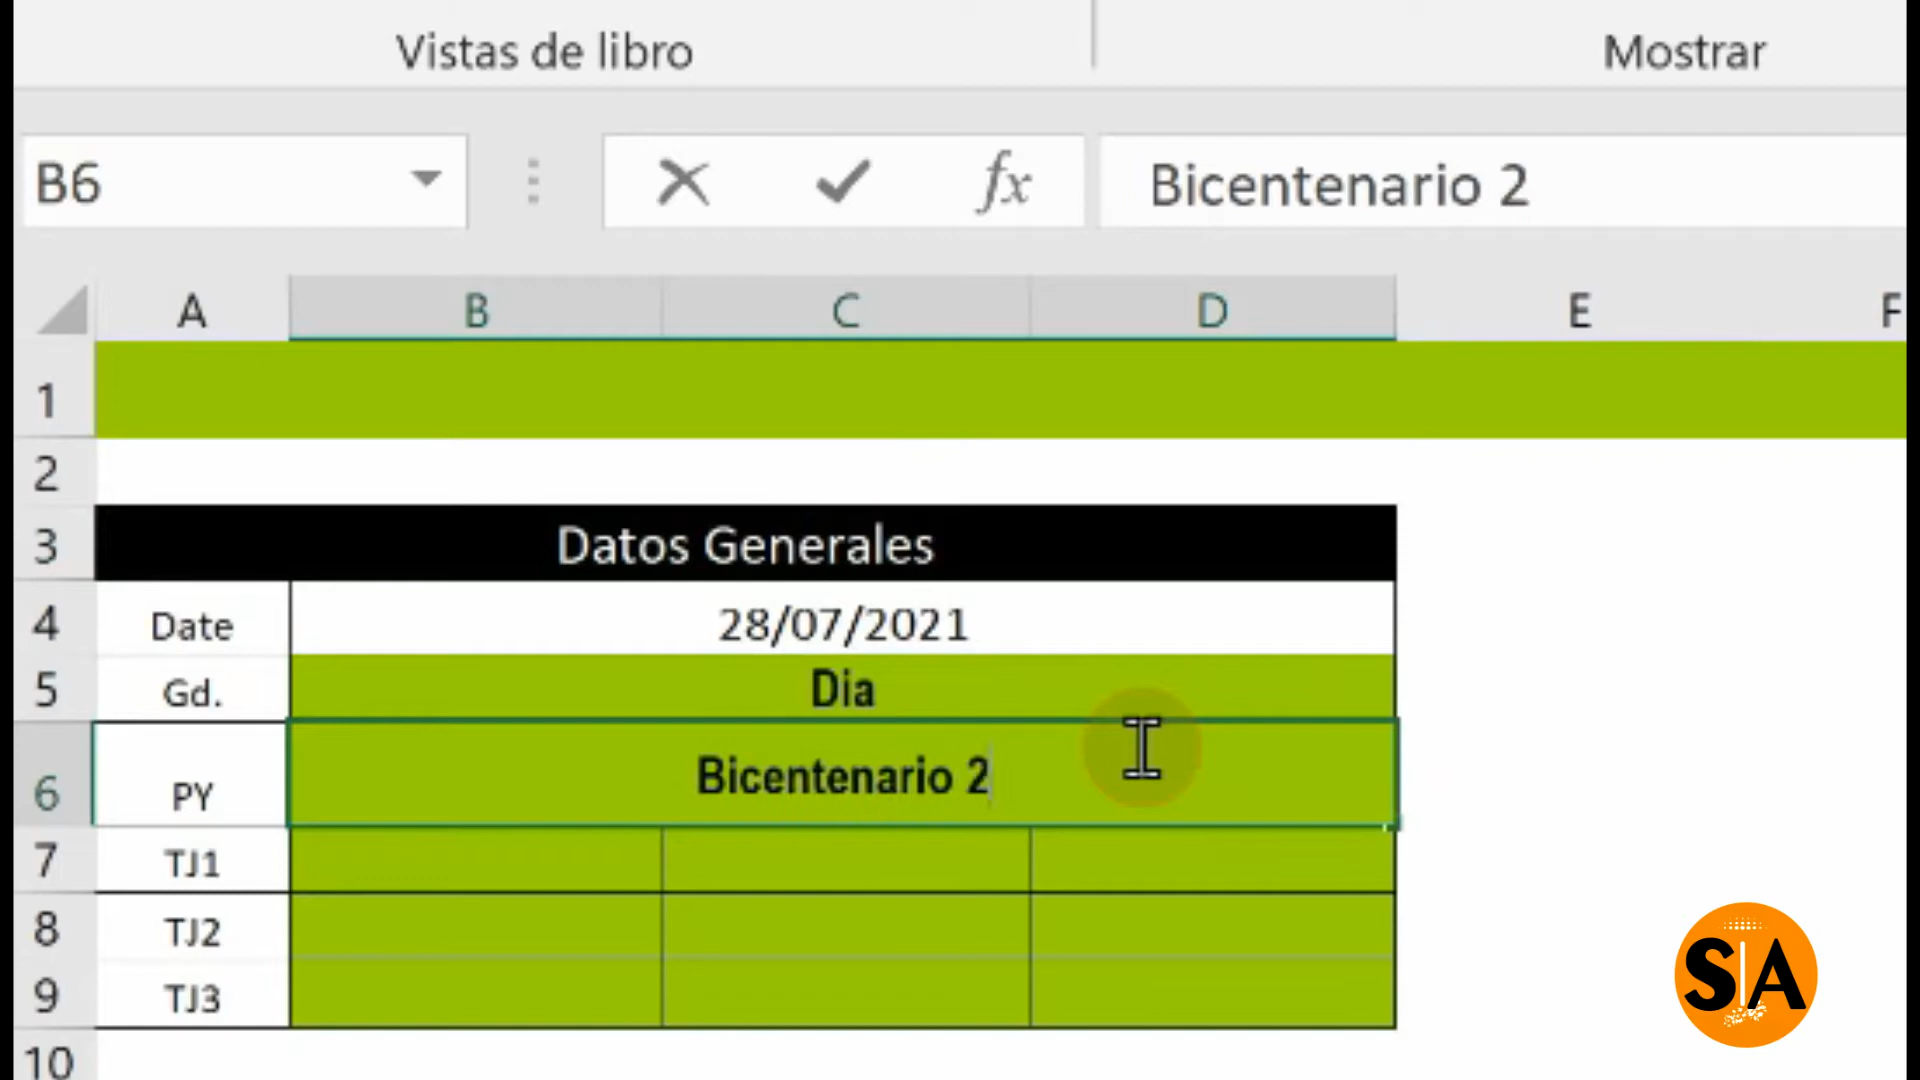 Vistas de libro Mostrar
B6 fx Bicentenario 2
A B C D E F
1
2
3 Datos Generales
4 Date 28/07/2021
5 Gd. Dia
6 PY Bicentenario 2
7 TJ1
8 TJ2
9 TJ3
10
S|A